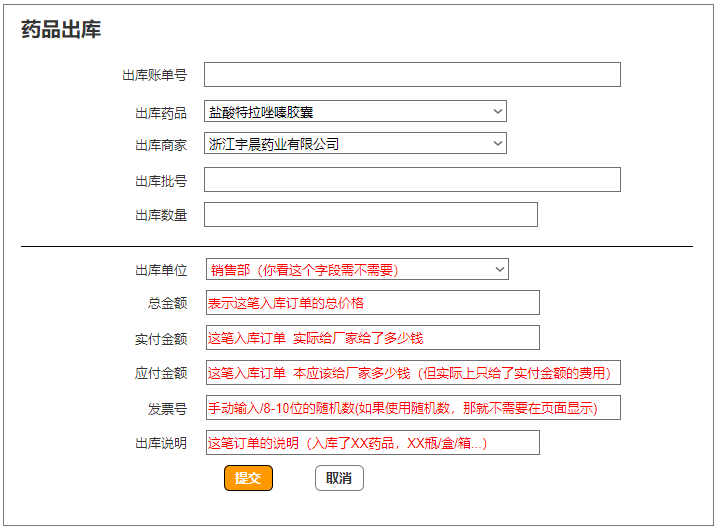 药品出库
出库账单号
出库药品 盐酸特拉唑嗪胶囊
出库商家 浙江宇晨药业有限公司
出库批号
出库数量
出库单位 销售部（你看这个字段需不需要）
总金额 表示这笔入库订单的总价格
实付金额 这笔入库订单 实际给厂家给了多少钱
应付金额 这笔入库订单 本应该给厂家多少钱（但实际上只给了实付金额的费用）
发票号 手动输入/8-10位的随机数(如果使用随机数，那就不需要在页面显示)
出库说明 这笔订单的说明（入库了XX药品，XX瓶/盒/箱...）
提交 取消